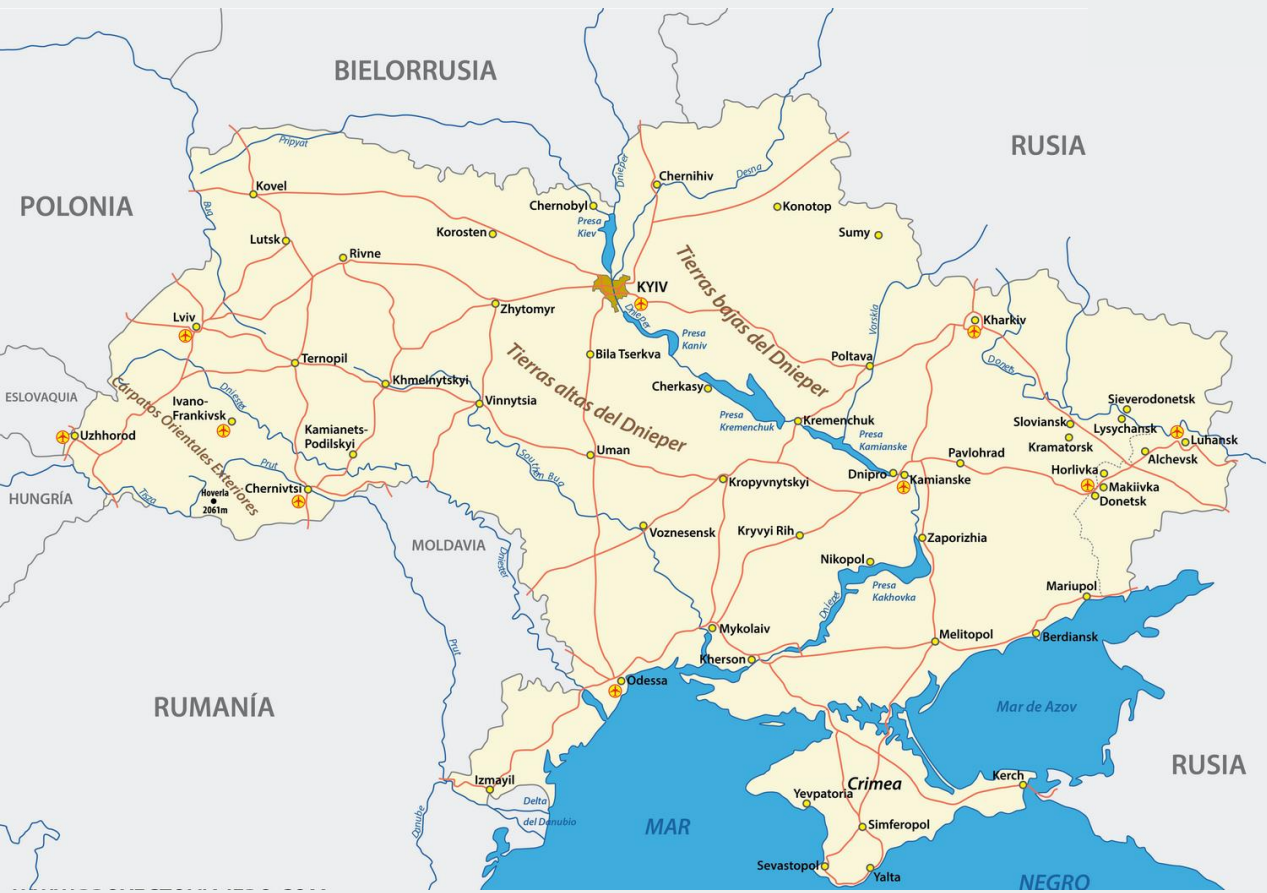 BIELORRUSIA
RUSIA
POLONIA
Pripyat
Dnieper
Desna
Chernihiv
Kovel
Bug
Chernobyl
Konotop
Presa
Kiev
Korosten
Sumy
Lutsk
Rivne
Tierras bajas del Dnieper
KYIV
Zhytomyr
Dnieper
Vorskla
Lviv
Kharkiv
Presa
Kaniv
Bila Tserkva
Poltava
Ternopil
Donets
Tierras altas del Dnieper
Khmelnytskyi
Cherkasy
ESLOVAQUIA
Cárpatos Orientales Exteriores
Dniester
Ivano-
Frankivsk
Vinnytsia
Sieverodonetsk
Presa
Kremenchuk
Kremenchuk
Sloviansk
Lysychansk
Uzhhorod
Kamianets-
Podilskyi
Presa
Kamianske
Luhansk
Kramatorsk
Uman
Pavlohrad
Alchevsk
Prut
Southern Bug
Horlivka
Dnipro
Kamianske
Kropyvnytskyi
Makiivka
Chernivtsi
Donetsk
HUNGRÍA
Tisza
Hoverla
2061m
Kryvyi Rih
Voznesensk
Zaporizhia
MOLDAVIA
Dniester
Nikopol
Presa
Kakhovka
Mariupol
Dnieper
Mykolaiv
Melitopol
Berdiansk
Prut
Kherson
Odessa
RUMANÍA
Mar de Azov
RUSIA
Izmayil
Kerch
Crimea
Yevpatoria
Delta
del Danubio
Danube
MAR
Simferopol
Sevastopol
Yalta
NEGRO